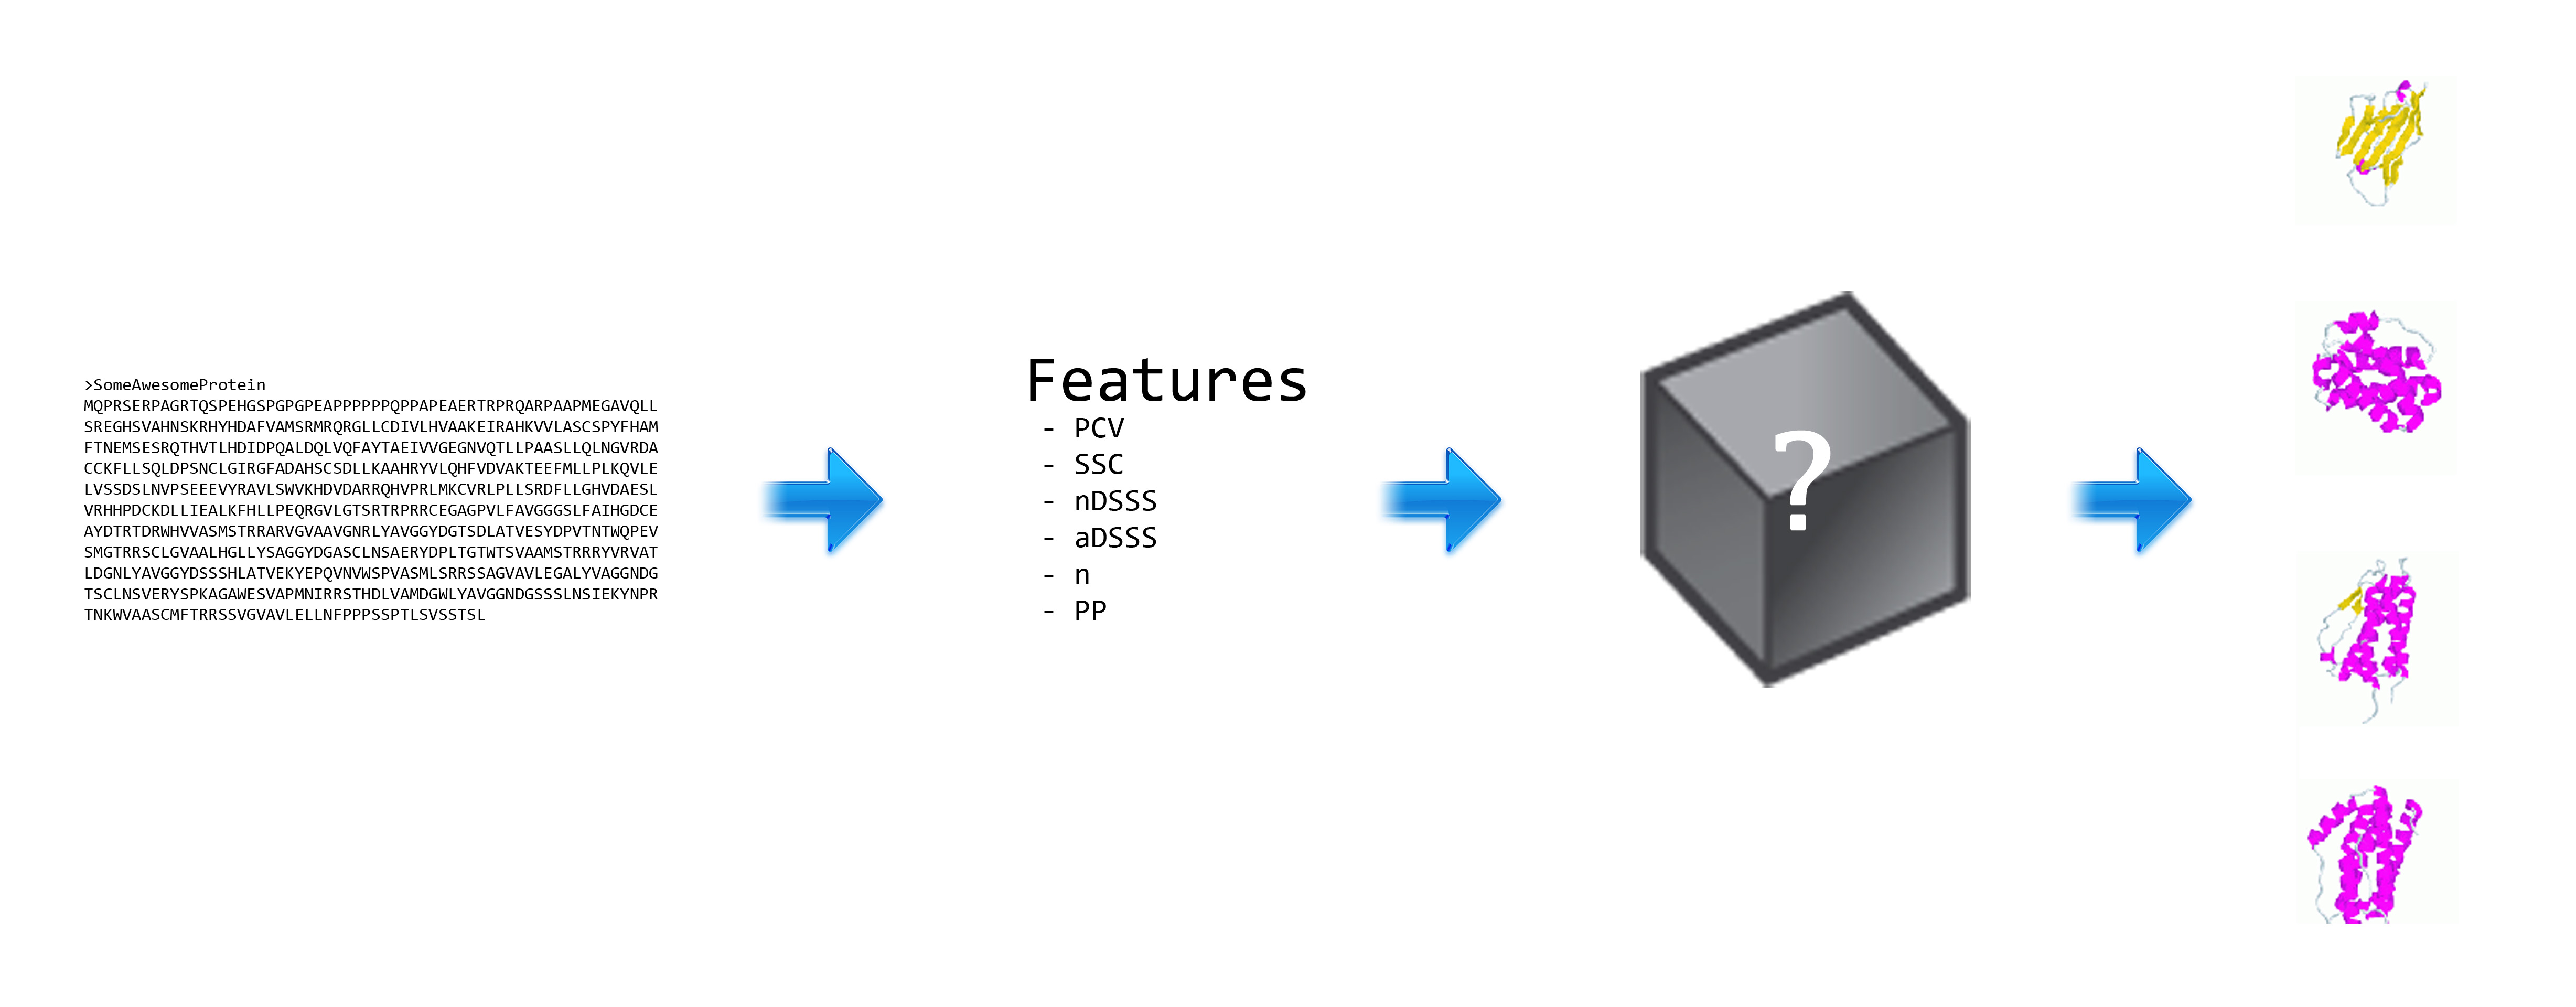 >SomeAwesomeProtein
MQPRSERPAGRTQSPEHGSPGPGPEAPPPPPPQPPAPEAERTRPRQARPAAPMEGAVQLL
SREGHSVAHNSKRHYHDAFVAMSRMRQRGLLCDIVLHVAAKEIRAHKVVLASCSPYFHAM
FTNEMSESRQTHVTLHDIDPQALDQLVQFAYTAEIVVGEGNVQTLLPAASLLQLNGVRDA
CCKFLLSQLDPSNCLGIRGFADAHSCSDLLKAAHRYVLQHFVDVAKTEEFMLLPLKQVLE
LVSSDSLNVPSEEEVYRAVLSWVKHDVDARRQHVPRLMKCVRLPLLSRDFLLGHVDAESL
VRHHPDCKDLLIEALKFHLLPEQRGVLGTSRTRPRRCEGAGPVLFAVGGGSLFAIHGDCE
AYDTRTDRWHVVASMSTRRARVGVAAVGNRLYAVGGYDGTSDLATVESYDPVTNTWQPEV
SMGTRRSCLGVAALHGLLYSAGGYDGASCLNSAERYDPLTGTWTSVAAMSTRRRYVRVAT
LDGNLYAVGGYDSSSHLATVEKYEPQVNVWSPVASMLSRRSSAGVAVLEGALYVAGGNDG
TSCLNSVERYSPKAGAWESVAPMNIRRSTHDLVAMDGWLYAVGGNDGSSSLNSIEKYNPR
TNKWVAASCMFTRRSSVGVAVLELLNFPPPSSPTLSVSSTSL
Features
- PCV
- SSC
- nDSSS
- aDSSS
- n
- PP
?